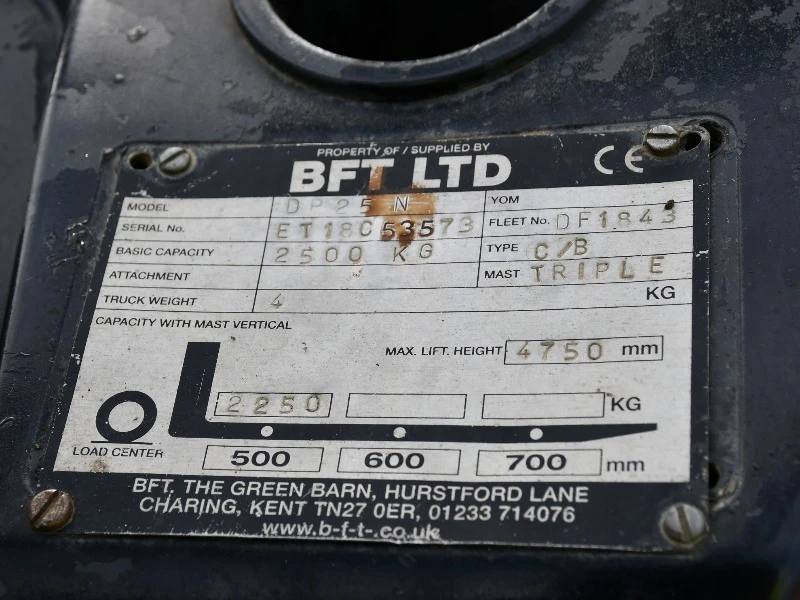 PROPERTY OF / SUPPLIED BY
BFT LTD
CE
MODEL DP25 N YOM
SERIAL No. ET18C53573 FLEET No. DF1843
BASIC CAPACITY 2500 KG TYPE C/B
ATTACHMENT MAST TRIPLE
TRUCK WEIGHT 4 KG
CAPACITY WITH MAST VERTICAL
MAX. LIFT. HEIGHT 4750 mm
2250 KG
LOAD CENTER 500 600 700 mm
BFT, THE GREEN BARN, HURSTFORD LANE
CHARING, KENT TN27 0ER, 01233 714076
www.b-f-t-.co.uk